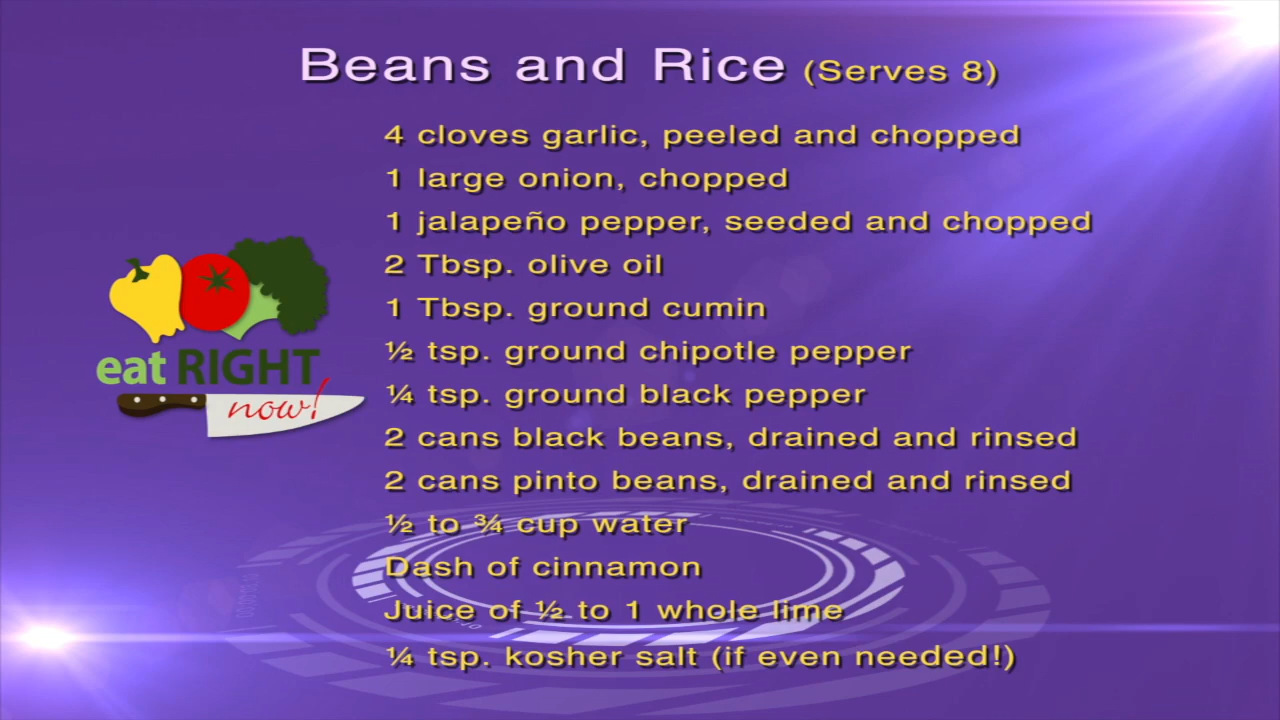 Beans and Rice (Serves 8)
4 cloves garlic, peeled and chopped
1 large onion, chopped
1 jalapeño pepper, seeded and chopped
2 Tbsp. olive oil
1 Tbsp. ground cumin
½ tsp. ground chipotle pepper
¼ tsp. ground black pepper
2 cans black beans, drained and rinsed
2 cans pinto beans, drained and rinsed
½ to ¾ cup water
Dash of cinnamon
Juice of ½ to 1 whole lime
¼ tsp. kosher salt (if even needed!)
eat RIGHT
now!